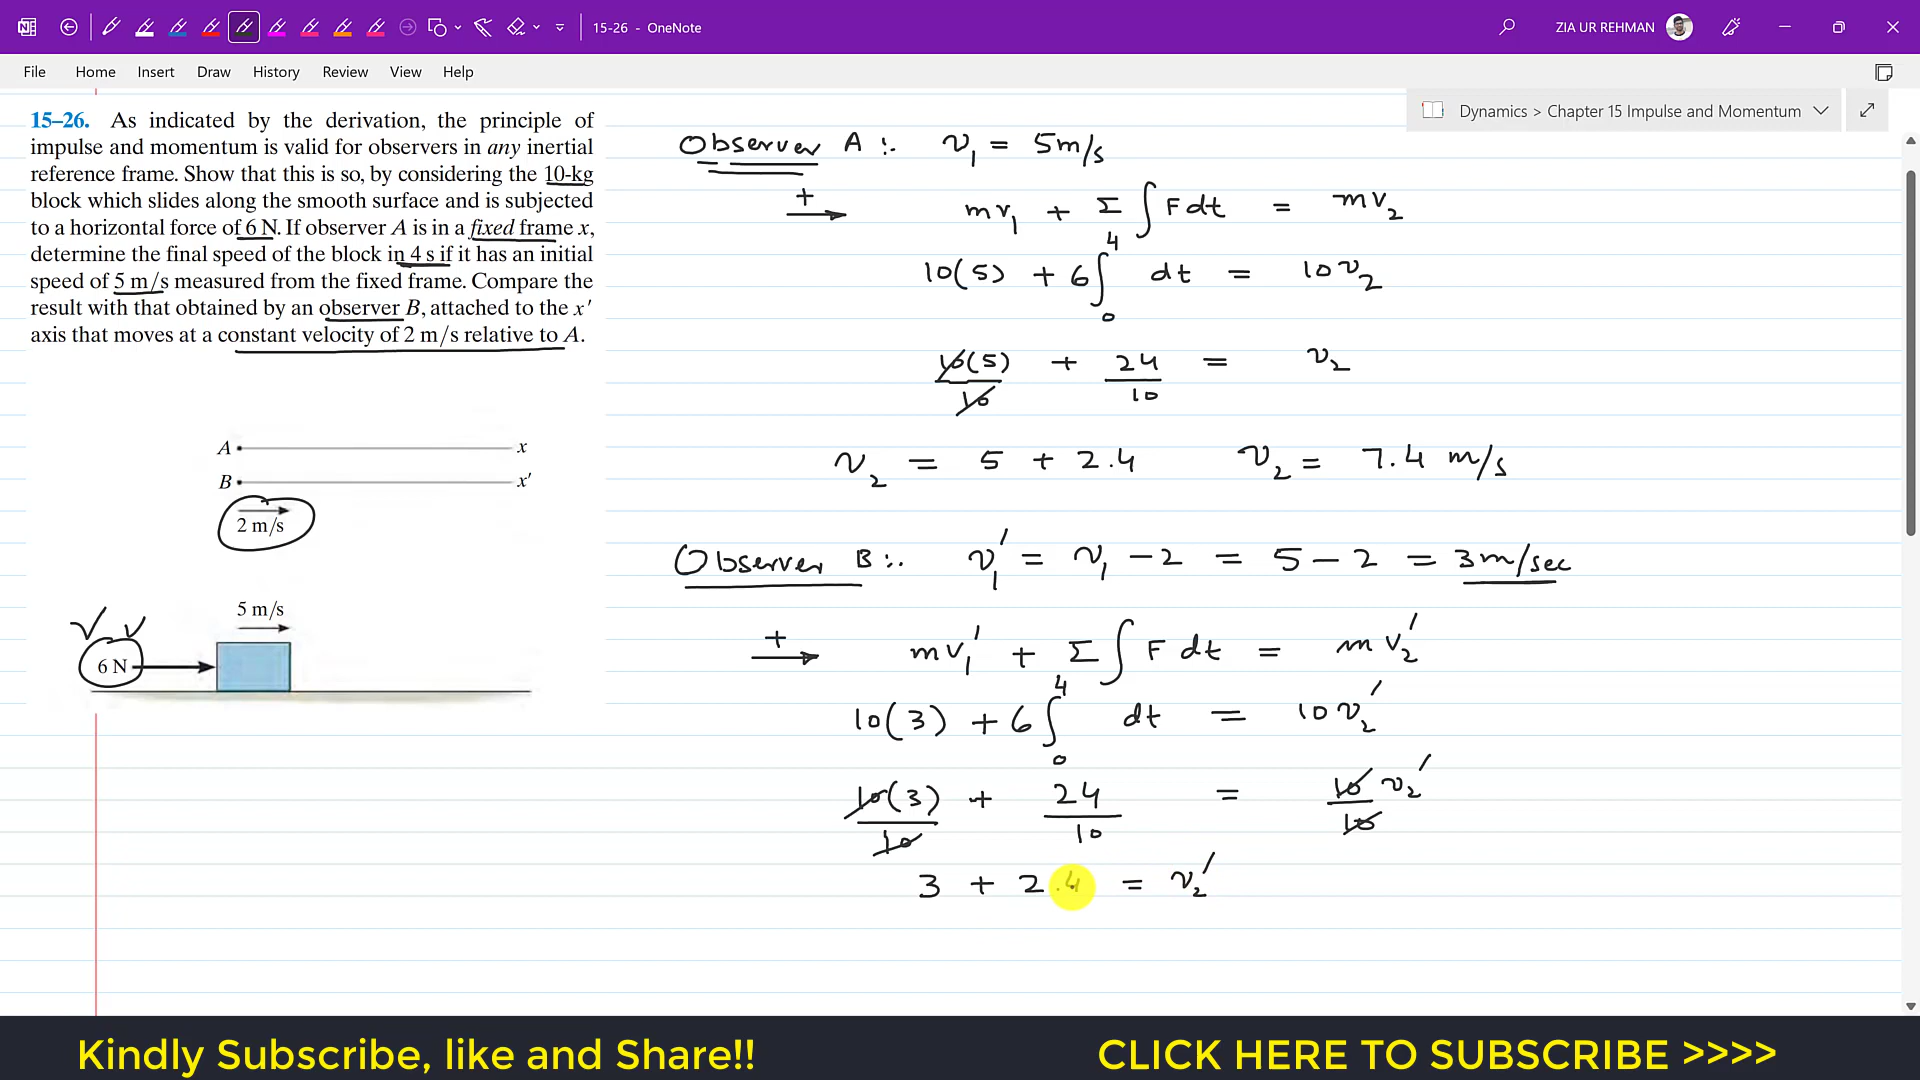 15-26 - OneNote
ZIA UR REHMAN
File Home Insert Draw History Review View Help
Dynamics > Chapter 15 Impulse and Momentum
15–26. As indicated by the derivation, the principle of
impulse and momentum is valid for observers in any inertial
reference frame. Show that this is so, by considering the 10-kg
block which slides along the smooth surface and is subjected
to a horizontal force of 6 N. If observer A is in a fixed frame x,
determine the final speed of the block in 4 s if it has an initial
speed of 5 m/s measured from the fixed frame. Compare the
result with that obtained by an observer B, attached to the x′
axis that moves at a constant velocity of 2 m/s relative to A.
A x
B x′
2 m/s
5 m/s
6 N
Observer A :. v₁ = 5m/s
+ mv₁ + Σ ∫ F dt = mv₂
10(5) + 6 ∫₀⁴ dt = 10v₂
10(5)/10 + 24/10 = v₂
v₂ = 5 + 2.4 v₂ = 7.4 m/s
Observer B :. v₁′ = v₁ − 2 = 5 − 2 = 3m/sec
+ mv₁′ + Σ ∫ F dt = mv₂′
10(3) + 6 ∫₀⁴ dt = 10v₂′
10(3)/10 + 24/10 = 10v₂′/10
3 + 2.4 = v₂′
Kindly Subscribe, like and Share!!
CLICK HERE TO SUBSCRIBE >>>>